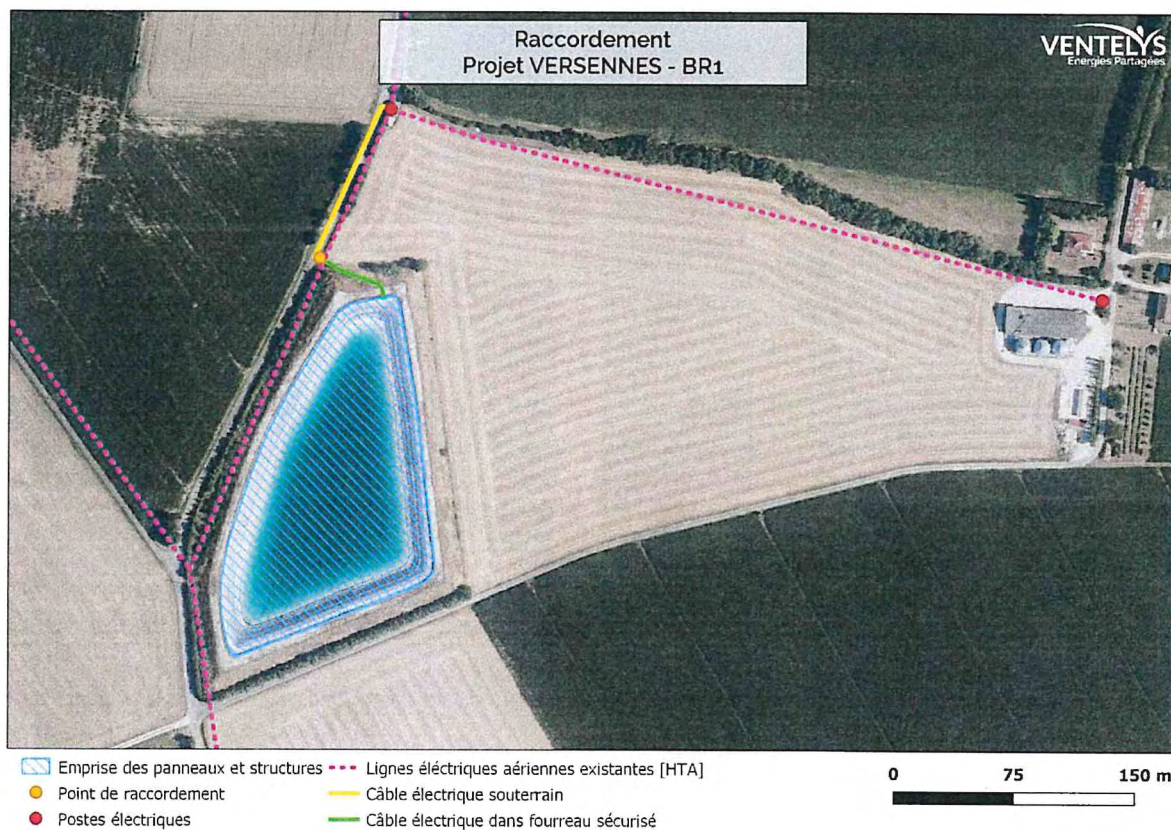 Raccordement
Projet VERSENNES - BR1
VENTELYS
Energies Partagées
Emprise des panneaux et structures
Lignes éléctriques aériennes existantes [HTA]
Point de raccordement
Câble électrique souterrain
Postes électriques
Câble électrique dans fourreau sécurisé
0 75 150 m